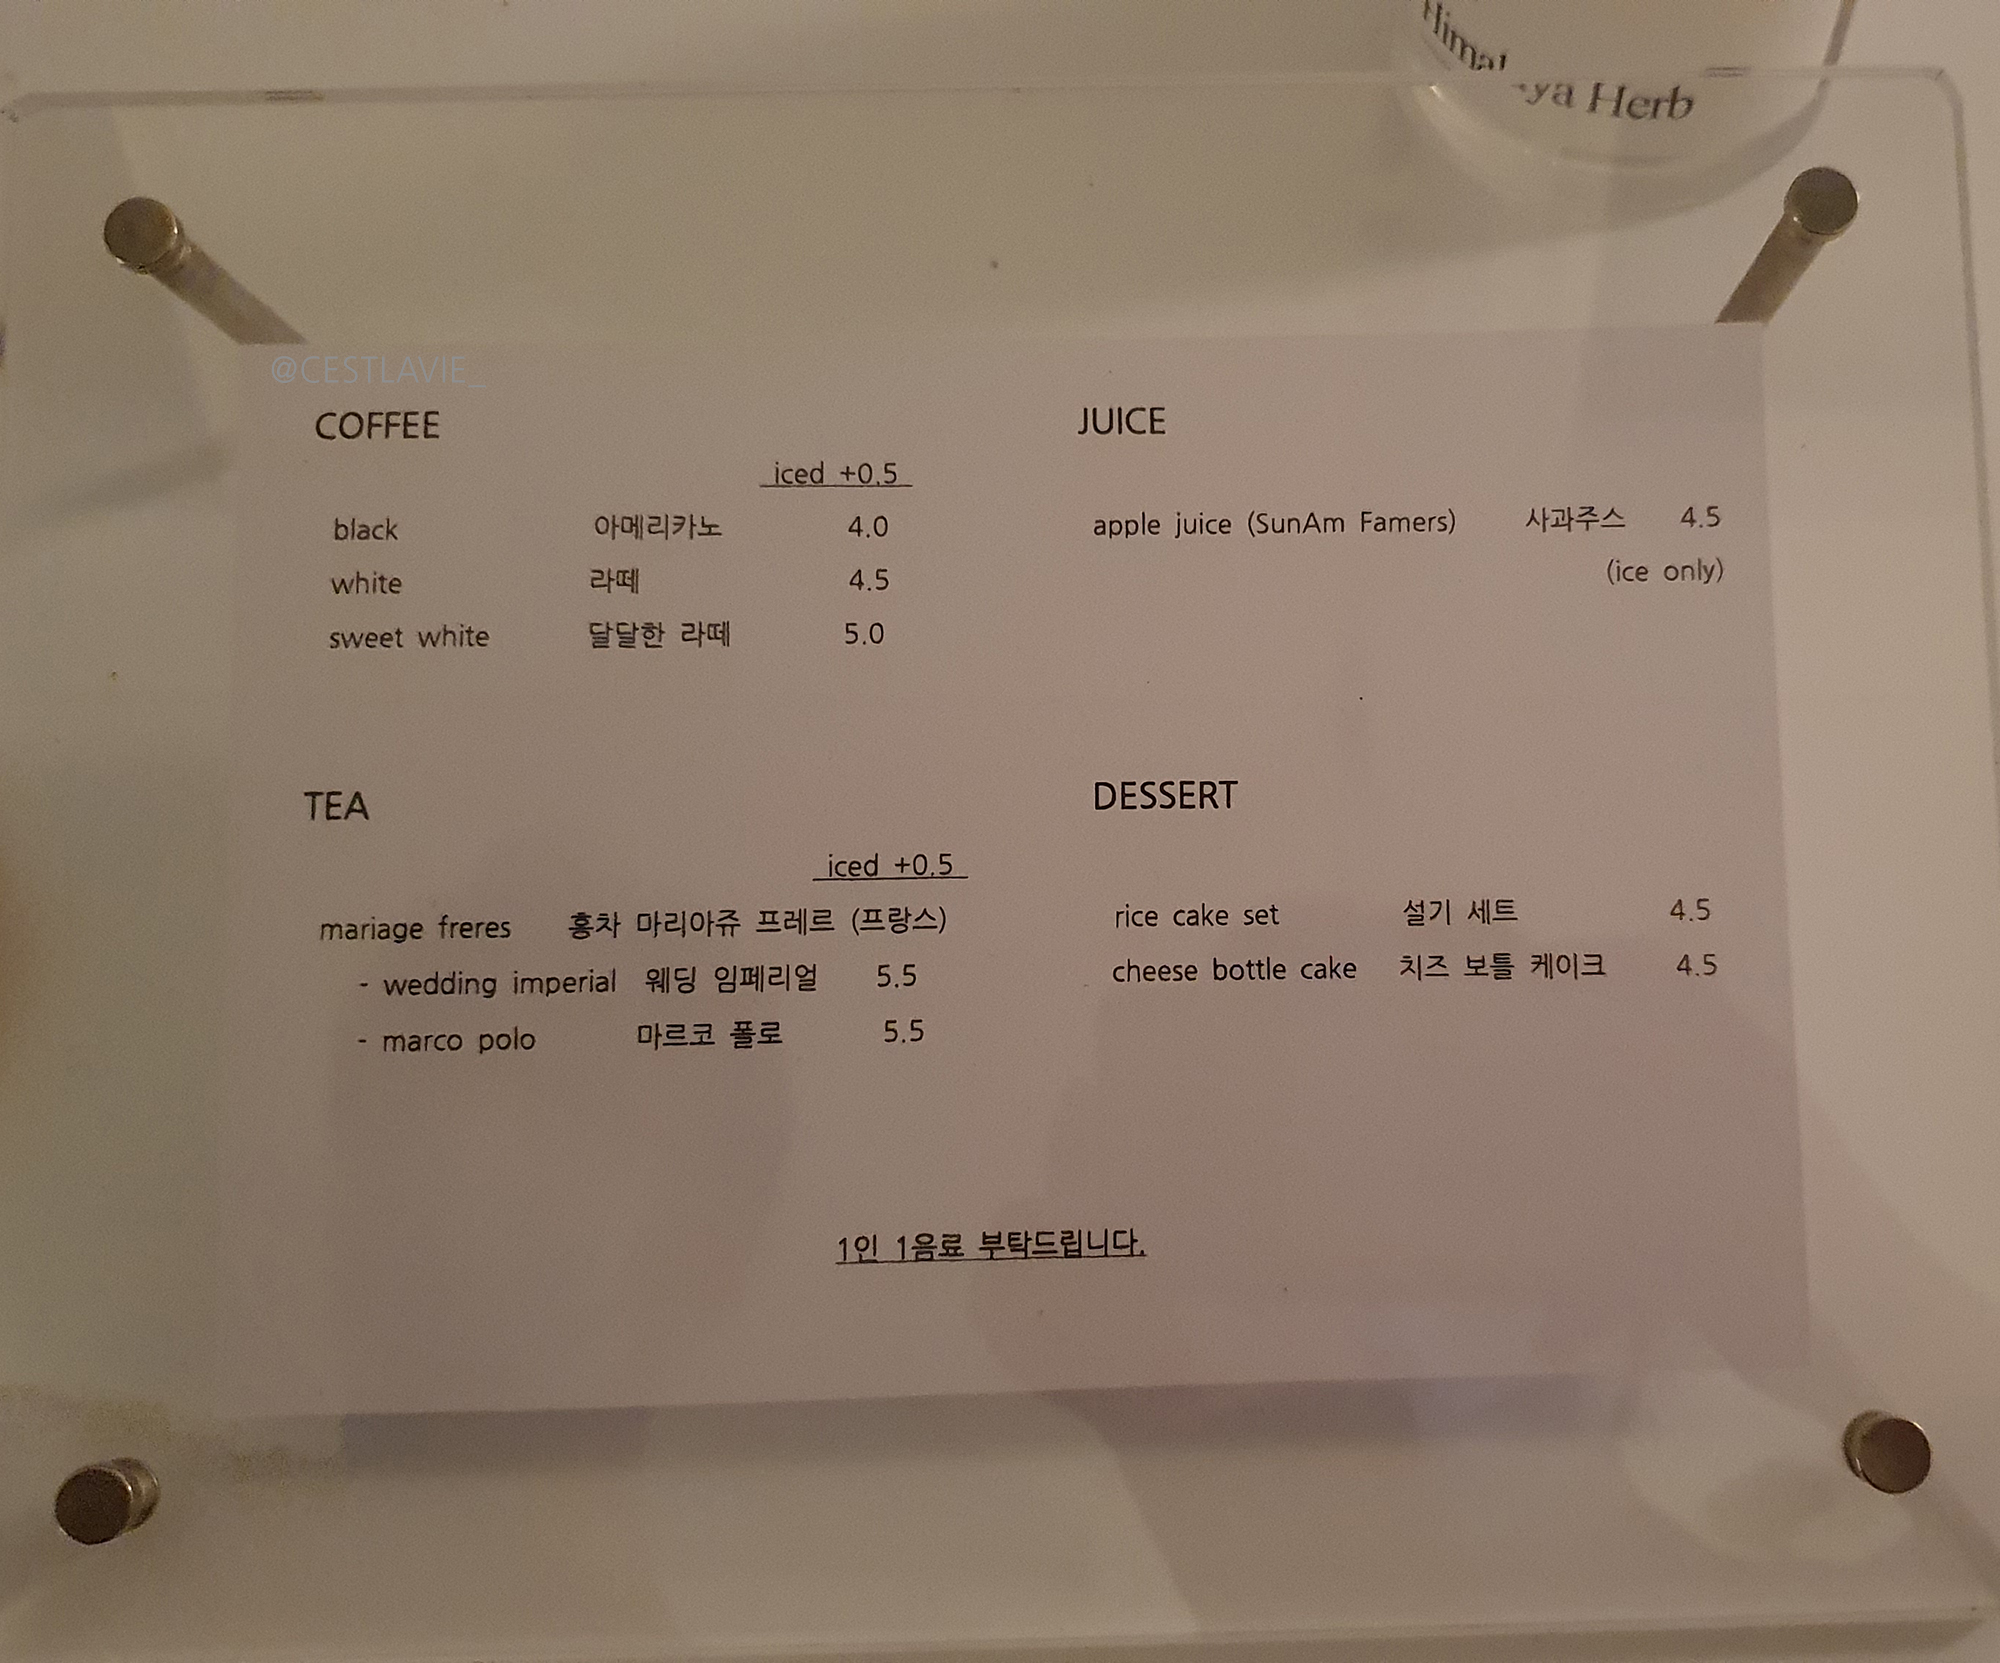 Himalaya Herb
@CESTLAVIE_
COFFEE
iced +0.5
black 아메리카노 4.0
white 라떼 4.5
sweet white 달달한 라떼 5.0
JUICE
apple juice (SunAm Famers) 사과주스 4.5
(ice only)
TEA
iced +0.5
mariage freres 홍차 마리아쥬 프레르 (프랑스)
- wedding imperial 웨딩 임페리얼 5.5
- marco polo 마르코 폴로 5.5
DESSERT
rice cake set 설기 세트 4.5
cheese bottle cake 치즈 보틀 케이크 4.5
1인 1음료 부탁드립니다.